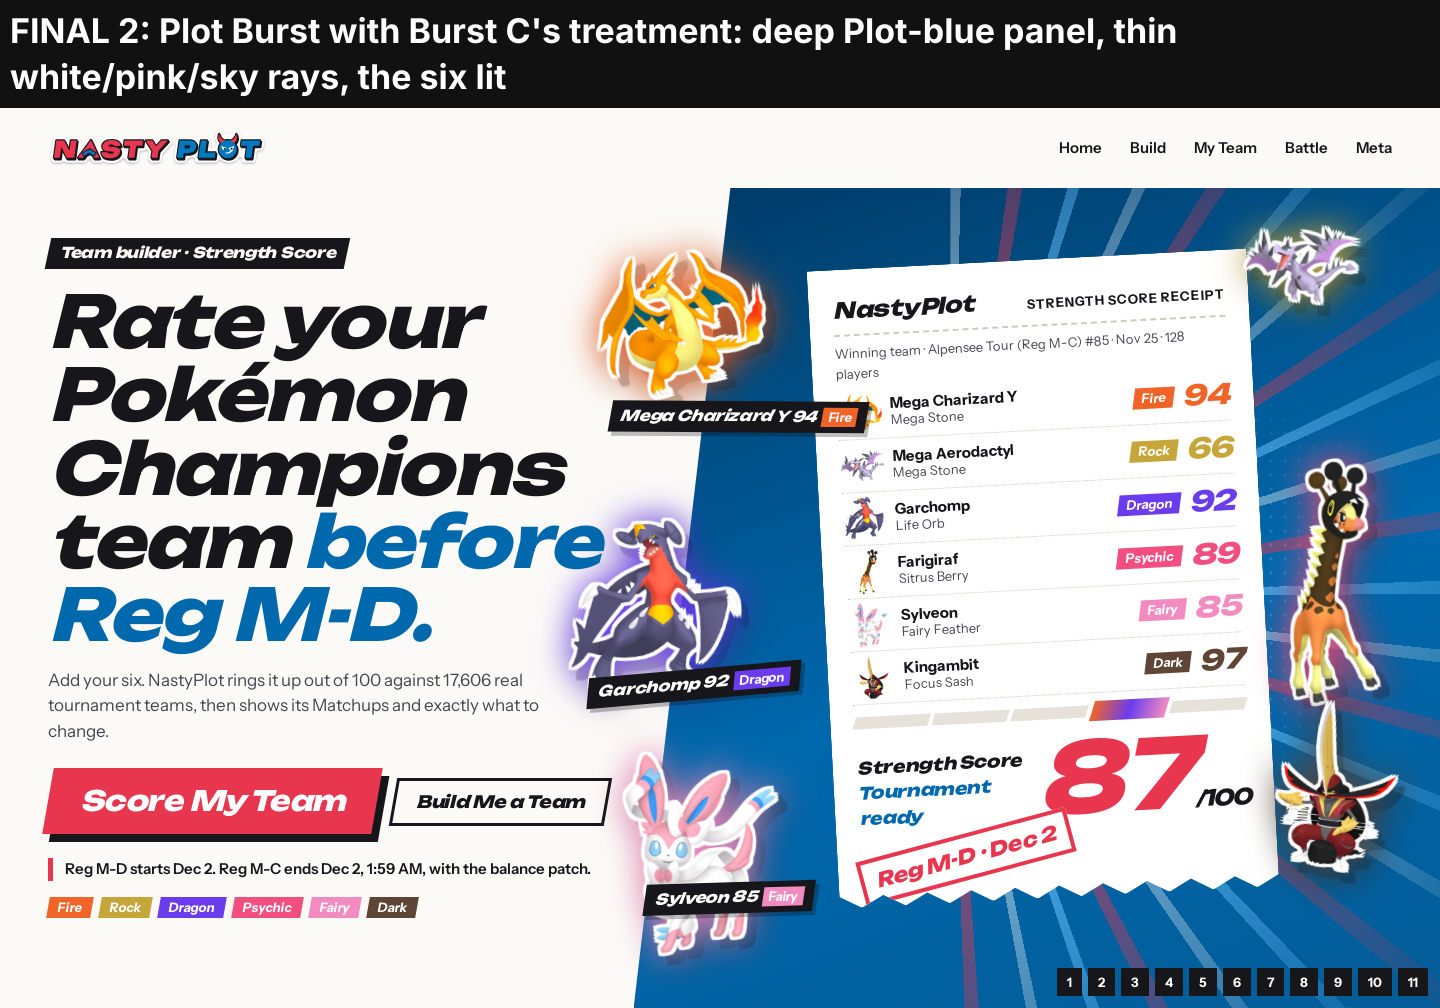 FINAL 2: Plot Burst with Burst C's treatment: deep Plot-blue panel, thin
white/pink/sky rays, the six lit
NASTY PLOT
Home Build My Team Battle Meta
Team builder · Strength Score
Rate your
Pokémon
Champions
team before
Reg M-D.
Add your six. NastyPlot rings it up out of 100 against 17,606 real
tournament teams, then shows its Matchups and exactly what to
change.
Score My Team
Build Me a Team
Reg M-D starts Dec 2. Reg M-C ends Dec 2, 1:59 AM, with the balance patch.
Fire Rock Dragon Psychic Fairy Dark
Mega Charizard Y 94 Fire
Garchomp 92 Dragon
Sylveon 85 Fairy
NastyPlot
STRENGTH SCORE RECEIPT
Winning team · Alpensee Tour (Reg M-C) #85 · Nov 25 · 128
players
Mega Charizard Y
Mega Stone
Fire 94
Mega Aerodactyl
Mega Stone
Rock 66
Garchomp
Life Orb
Dragon 92
Farigiraf
Sitrus Berry
Psychic 89
Sylveon
Fairy Feather
Fairy 85
Kingambit
Focus Sash
Dark 97
Strength Score
Tournament
ready
87 /100
Reg M-D · Dec 2
1 2 3 4 5 6 7 8 9 10 11